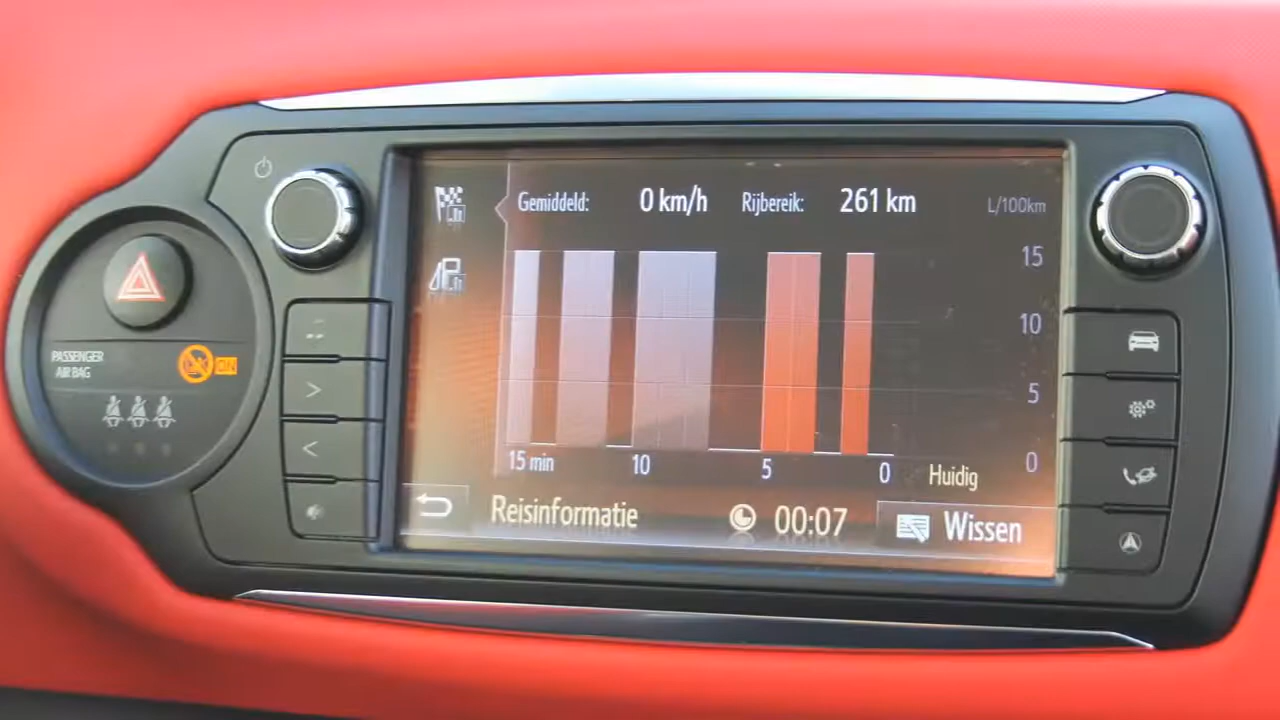 Gemiddeld: 0 km/h Rijbereik: 261 km L/100km
15
10
5
0
15 min 10 5 0 Huidig
Reisinformatie 00:07 Wissen
PASSENGER
AIR BAG
ON